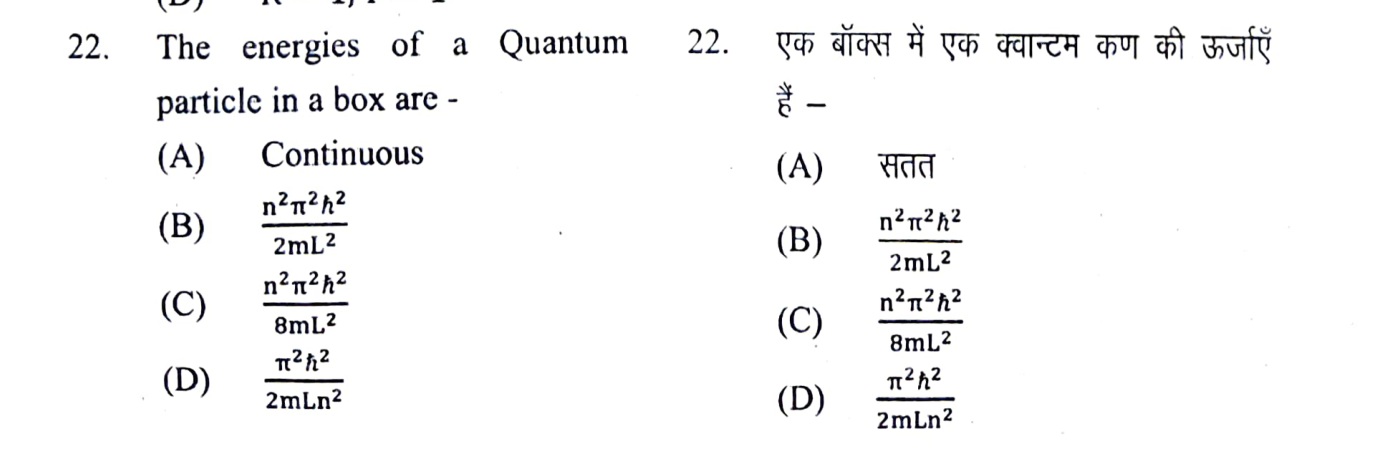 22. The energies of a Quantum
particle in a box are -
(A) Continuous
(B) n²π²ℏ² / 2mL²
(C) n²π²ℏ² / 8mL²
(D) π²ℏ² / 2mLn²
22. एक बॉक्स में एक क्वान्टम कण की ऊर्जाएँ
हैं –
(A) सतत
(B) n²π²ℏ² / 2mL²
(C) n²π²ℏ² / 8mL²
(D) π²ℏ² / 2mLn²